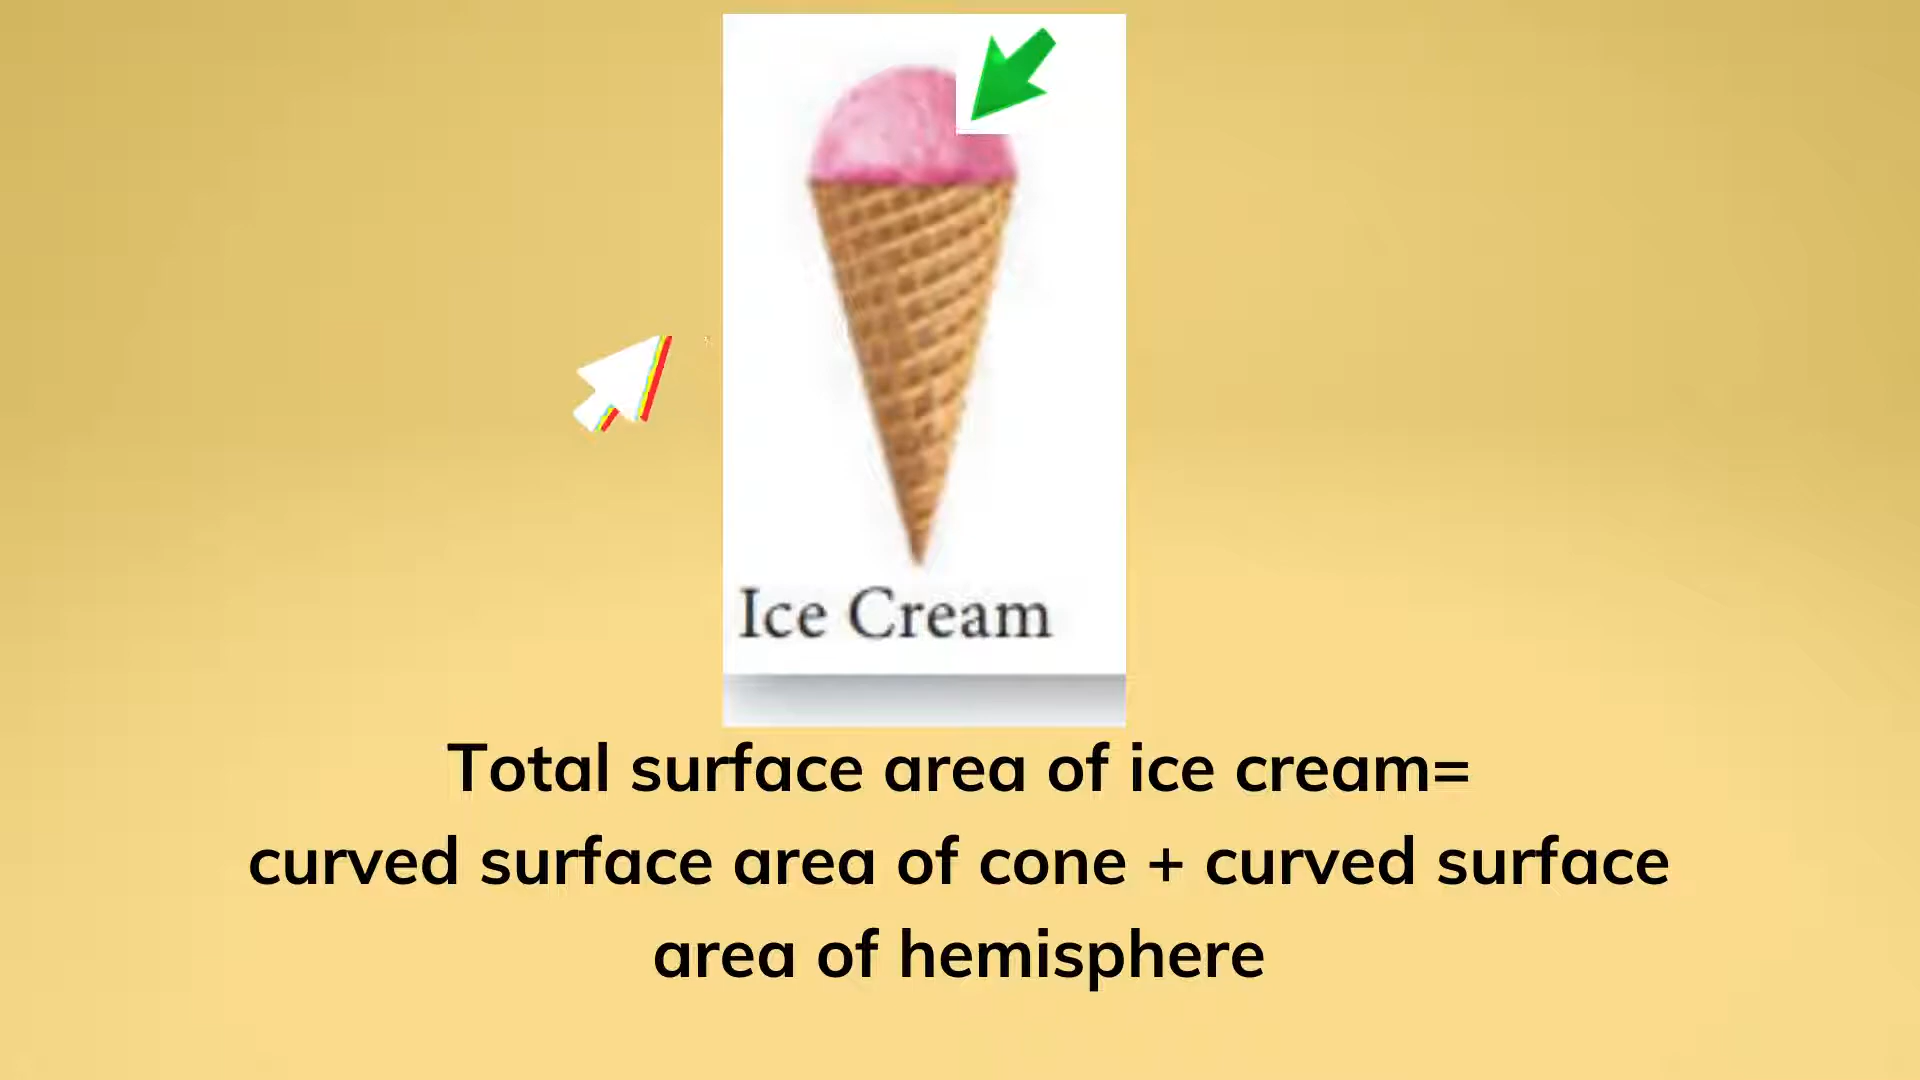 Ice Cream
Total surface area of ice cream=
curved surface area of cone + curved surface
area of hemisphere